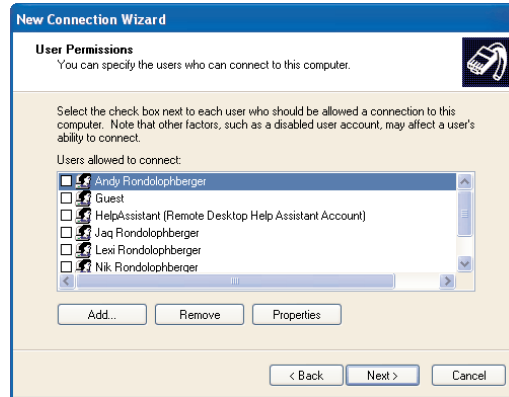 New Connection Wizard
User Permissions
You can specify the users who can connect to this computer.
Select the check box next to each user who should be allowed a connection to this
computer. Note that other factors, such as a disabled user account, may affect a user's
ability to connect.
Users allowed to connect:
Andy Rondolophberger
Guest
HelpAssistant (Remote Desktop Help Assistant Account)
Jaq Rondolophberger
Lexi Rondolophberger
Nik Rondolophberger
Add... Remove Properties
< Back Next > Cancel